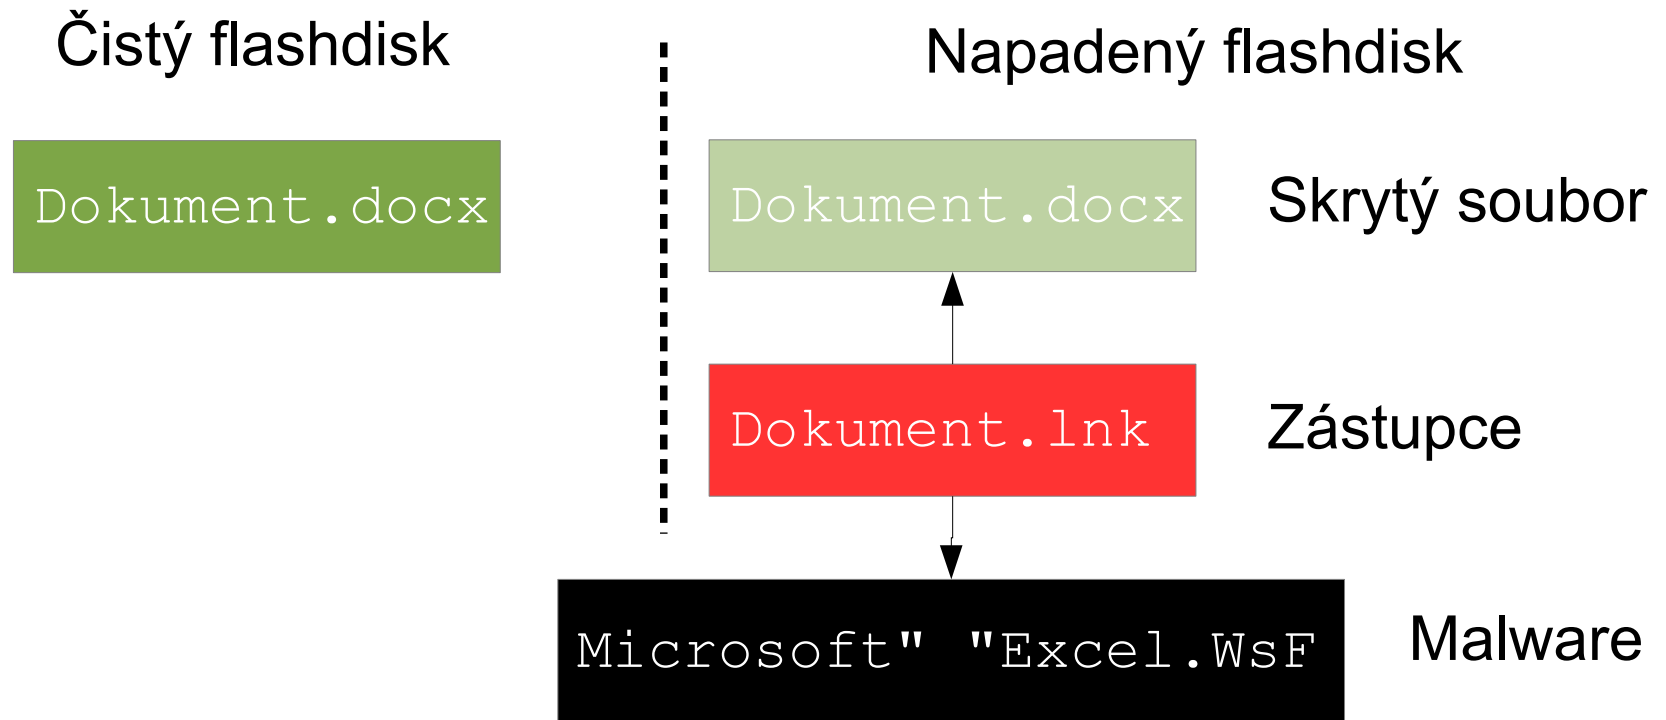 Čistý flashdisk
Napadený flashdisk
Dokument.docx
Dokument.docx
Skrytý soubor
Dokument.lnk
Zástupce
Microsoft" "Excel.WsF
Malware